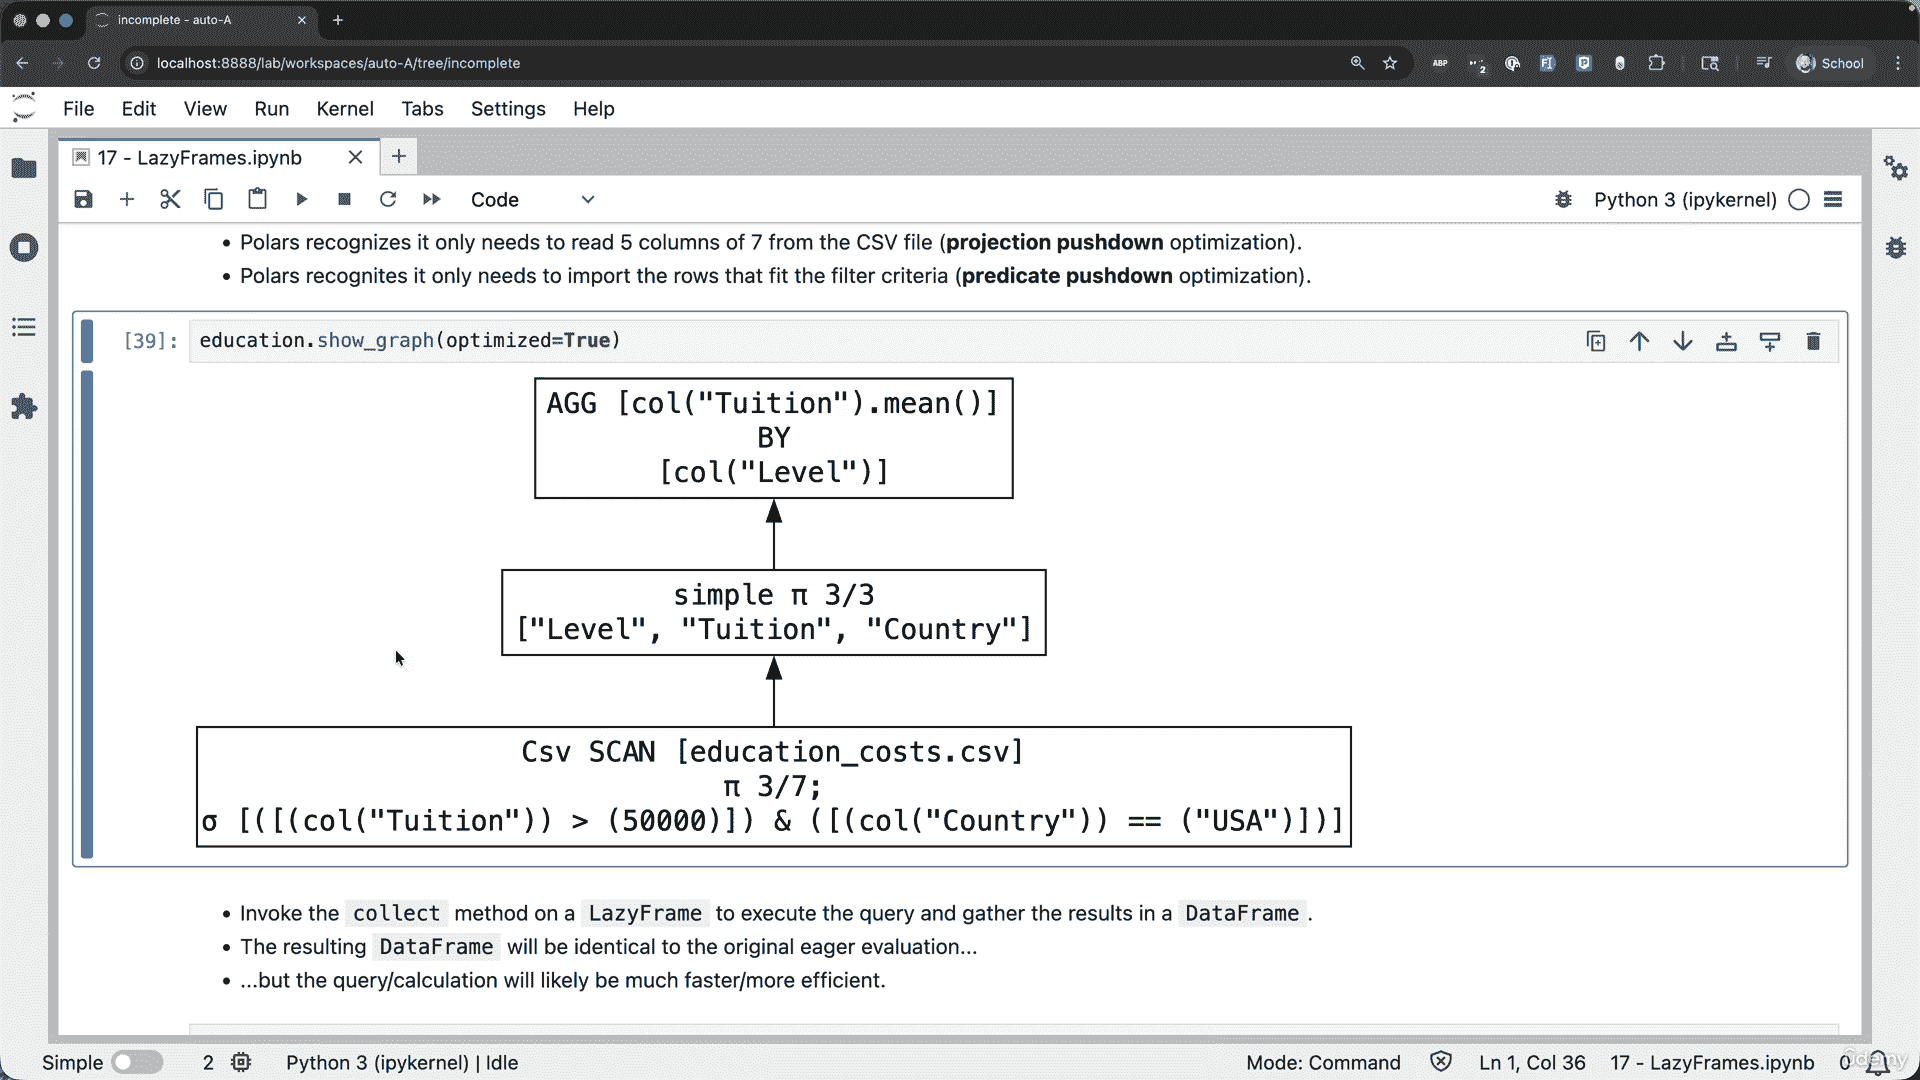 incomplete - auto-A
localhost:8888/lab/workspaces/auto-A/tree/incomplete
ABP
2
School
File Edit View Run Kernel Tabs Settings Help
17 - LazyFrames.ipynb
Code
Python 3 (ipykernel)
• Polars recognizes it only needs to read 5 columns of 7 from the CSV file (projection pushdown optimization).
• Polars recognites it only needs to import the rows that fit the filter criteria (predicate pushdown optimization).
[39]: education.show_graph(optimized=True)
AGG [col("Tuition").mean()]
BY
[col("Level")]
simple π 3/3
["Level", "Tuition", "Country"]
Csv SCAN [education_costs.csv]
π 3/7;
σ [([(col("Tuition")) > (50000)]) & ([(col("Country")) == ("USA")])]
• Invoke the collect method on a LazyFrame to execute the query and gather the results in a DataFrame.
• The resulting DataFrame will be identical to the original eager evaluation...
• ...but the query/calculation will likely be much faster/more efficient.
Simple 2 Python 3 (ipykernel) | Idle Mode: Command Ln 1, Col 36 17 - LazyFrames.ipynb 0
Udemy